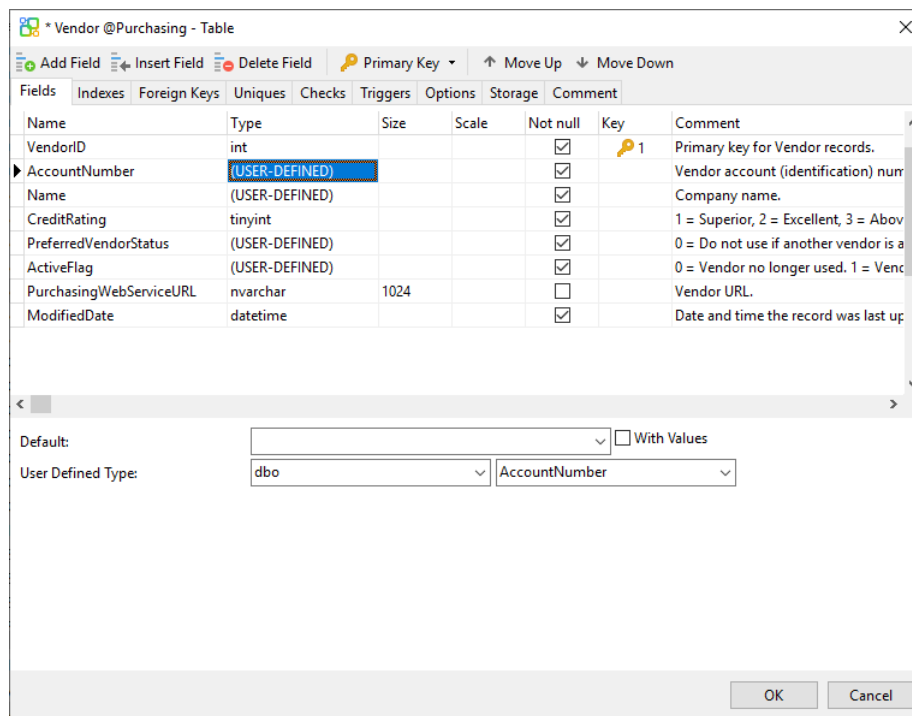 * Vendor @Purchasing - Table
Add Field Insert Field Delete Field Primary Key Move Up Move Down
Fields Indexes Foreign Keys Uniques Checks Triggers Options Storage Comment
Name Type Size Scale Not null Key Comment
VendorID int 1 Primary key for Vendor records.
AccountNumber (USER-DEFINED) Vendor account (identification) num
Name (USER-DEFINED) Company name.
CreditRating tinyint 1 = Superior, 2 = Excellent, 3 = Abov
PreferredVendorStatus (USER-DEFINED) 0 = Do not use if another vendor is a
ActiveFlag (USER-DEFINED) 0 = Vendor no longer used. 1 = Vend
PurchasingWebServiceURL nvarchar 1024 Vendor URL.
ModifiedDate datetime Date and time the record was last up
Default: With Values
User Defined Type: dbo AccountNumber
OK Cancel